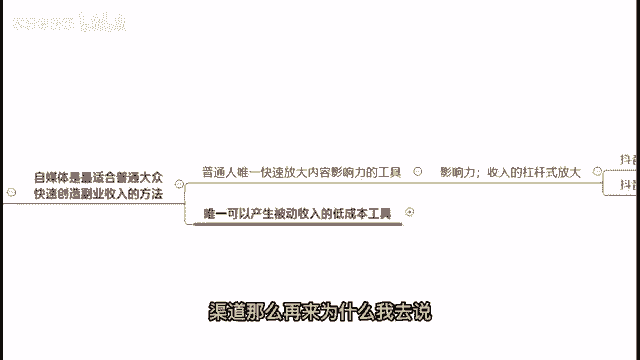 自媒体是最适合普通大众
快速创造副业收入的方法
普通人唯一快速放大内容影响力的工具
影响力；收入的杠杆式放大
抖音
抖音
唯一可以产生被动收入的低成本工具
渠道那么再来为什么我去说